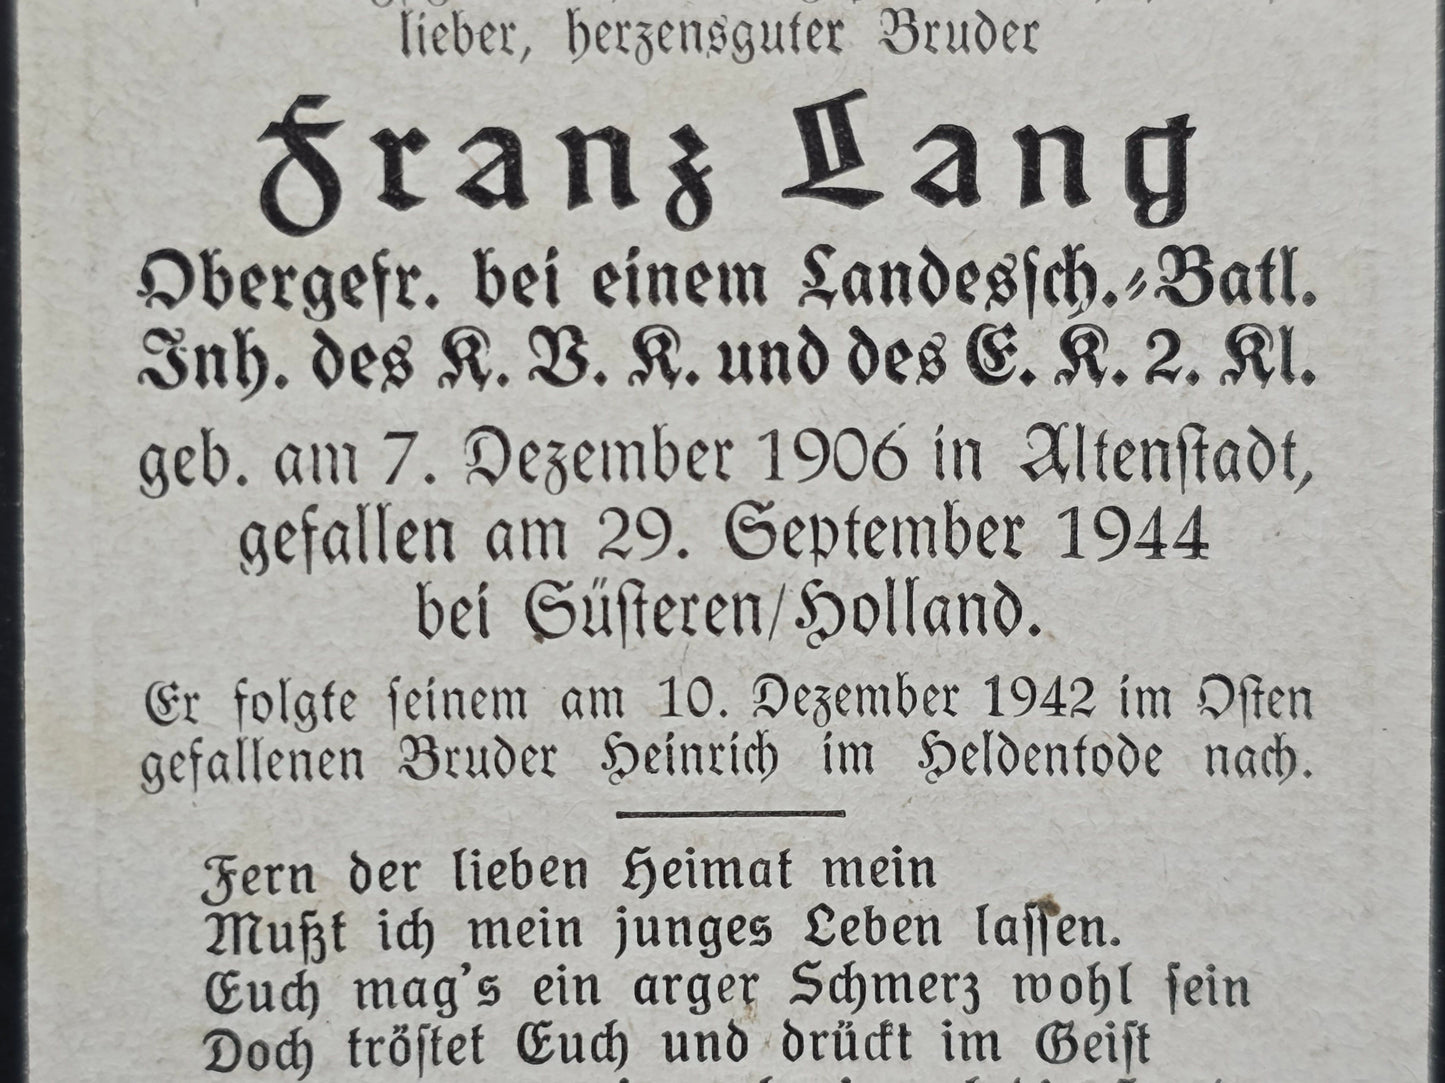 lieber, herzensguter Bruder
Franz Lang
Obergefr. bei einem Landessch.-Batl.
Inh. des K. V. K. und des E. K. 2. Kl.
geb. am 7. Dezember 1906 in Altenstadt,
gefallen am 29. September 1944
bei Süsteren/Holland.
Er folgte seinem am 10. Dezember 1942 im Osten
gefallenen Bruder Heinrich im Heldentode nach.
Fern der lieben Heimat mein
Mußt ich mein junges Leben lassen.
Euch mag's ein arger Schmerz wohl sein
Doch tröstet Euch und drückt im Geist